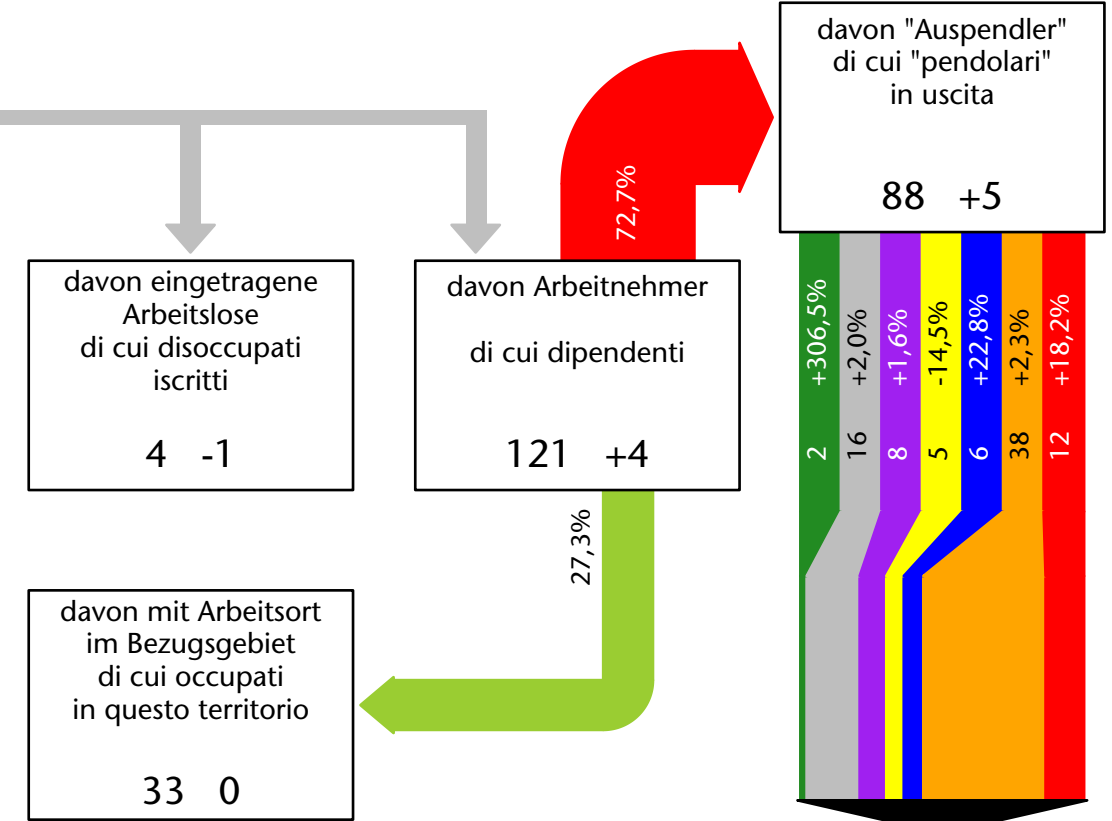 davon "Auspendler"
di cui "pendolari"
in uscita
88 +5
72,7%
davon eingetragene
Arbeitslose
di cui disoccupati
iscritti
4 -1
davon Arbeitnehmer
di cui dipendenti
121 +4
+306,5%
+2,0%
+1,6%
-14,5%
+22,8%
+2,3%
+18,2%
2
16
8
5
6
38
12
27,3%
davon mit Arbeitsort
im Bezugsgebiet
di cui occupati
in questo territorio
33 0